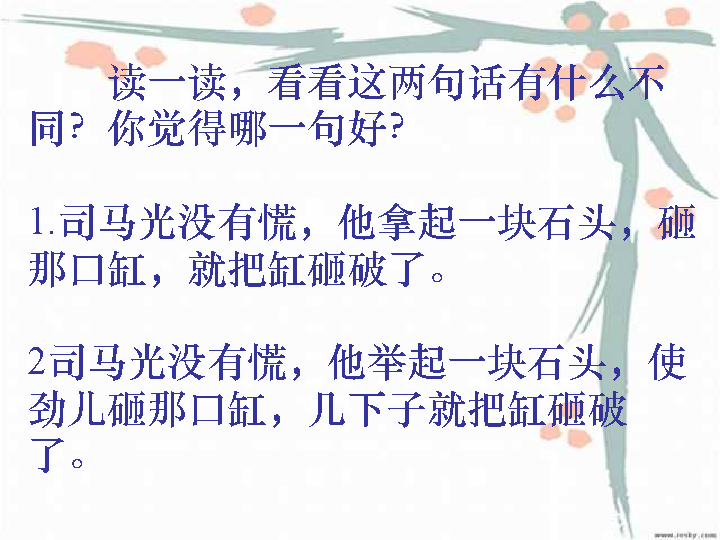 读一读，看看这两句话有什么不
同？你觉得哪一句好？
1.司马光没有慌，他拿起一块石头，砸
那口缸，就把缸砸破了。
2司马光没有慌，他举起一块石头，使
劲儿砸那口缸，几下子就把缸砸破
了。